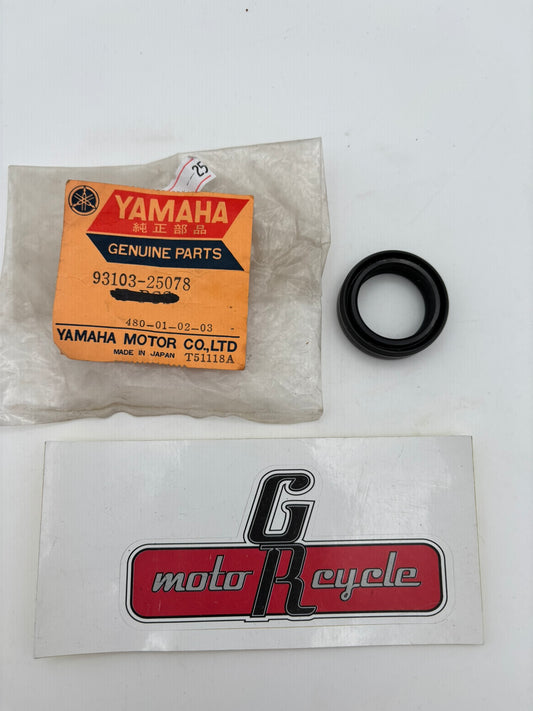 25
YAMAHA
純正部品
GENUINE PARTS
93103-25078
480-01-02-03
YAMAHA MOTOR CO.,LTD
MADE IN JAPAN T51118A
GR
moto cycle